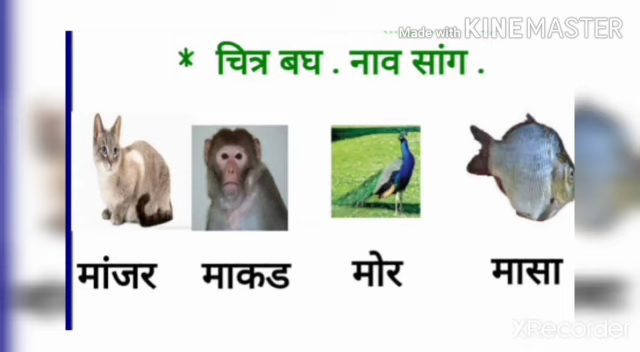 Made with KINEMASTER
* चित्र बघ . नाव सांग .
मांजर माकड मोर मासा
XRecorder